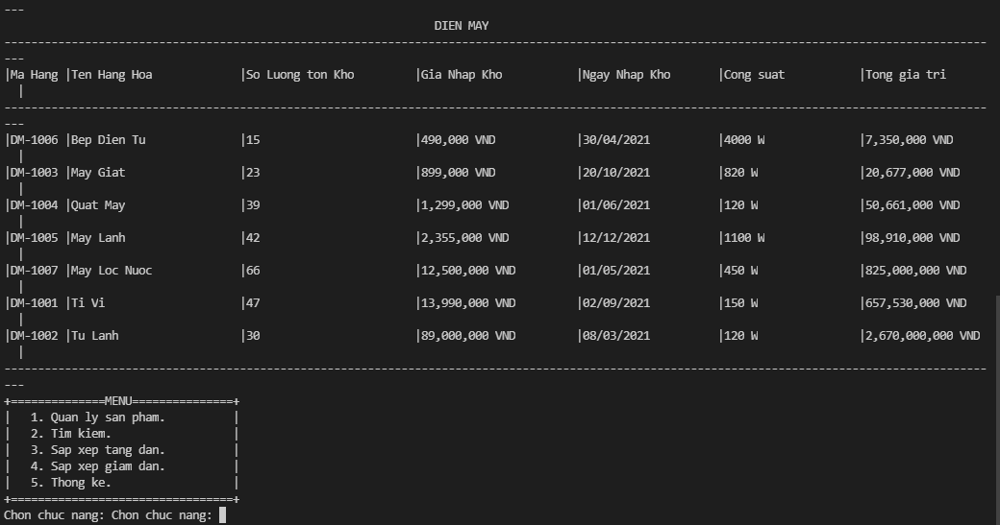 ---
DIEN MAY
--------------------------------------------------------------------------------------------------------------------------------------------------
---
|Ma Hang |Ten Hang Hoa |So Luong ton Kho |Gia Nhap Kho |Ngay Nhap Kho |Cong suat |Tong gia tri
|
--------------------------------------------------------------------------------------------------------------------------------------------------
---
|DM-1006 |Bep Dien Tu |15 |490,000 VND |30/04/2021 |4000 W |7,350,000 VND
|
|DM-1003 |May Giat |23 |899,000 VND |20/10/2021 |820 W |20,677,000 VND
|
|DM-1004 |Quat May |39 |1,299,000 VND |01/06/2021 |120 W |50,661,000 VND
|
|DM-1005 |May Lanh |42 |2,355,000 VND |12/12/2021 |1100 W |98,910,000 VND
|
|DM-1007 |May Loc Nuoc |66 |12,500,000 VND |01/05/2021 |450 W |825,000,000 VND
|
|DM-1001 |Ti Vi |47 |13,990,000 VND |02/09/2021 |150 W |657,530,000 VND
|
|DM-1002 |Tu Lanh |30 |89,000,000 VND |08/03/2021 |120 W |2,670,000,000 VND
|
--------------------------------------------------------------------------------------------------------------------------------------------------
---
+==============MENU===============+
| 1. Quan ly san pham. |
| 2. Tim kiem. |
| 3. Sap xep tang dan. |
| 4. Sap xep giam dan. |
| 5. Thong ke. |
+=================================+
Chon chuc nang: Chon chuc nang: